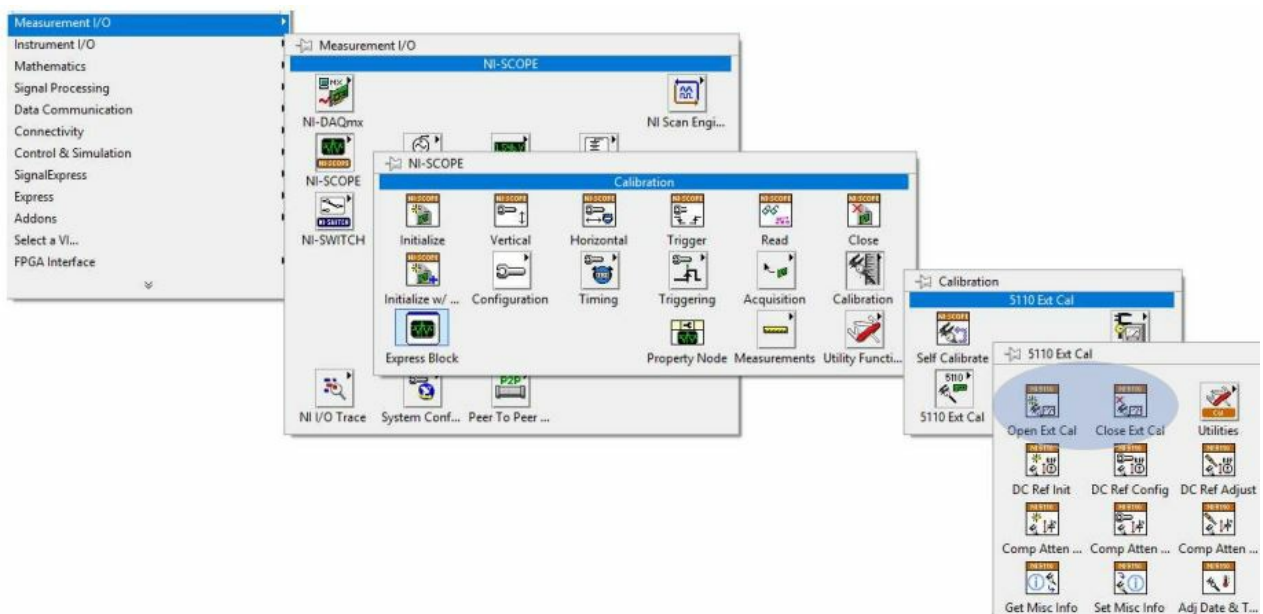 Measurement I/O
Instrument I/O
Mathematics
Signal Processing
Data Communication
Connectivity
Control & Simulation
SignalExpress
Express
Addons
Select a VI...
FPGA Interface
Measurement I/O
NI-SCOPE
NI-DAQmx
NI Scan Engi...
NI-SCOPE
NI-SWITCH
NI I/O Trace
System Conf...
Peer To Peer ...
NI-SCOPE
Calibration
Initialize
Vertical
Horizontal
Trigger
Read
Close
Initialize w/ ...
Configuration
Timing
Triggering
Acquisition
Calibration
Express Block
Property Node
Measurements
Utility Functi...
Calibration
5110 Ext Cal
Self Calibrate
5110
5110 Ext Cal
5110 Ext Cal
Open Ext Cal
Close Ext Cal
Utilities
DC Ref Init
DC Ref Config
DC Ref Adjust
Comp Atten ...
Comp Atten ...
Comp Atten ...
Get Misc Info
Set Misc Info
Adj Date & T...